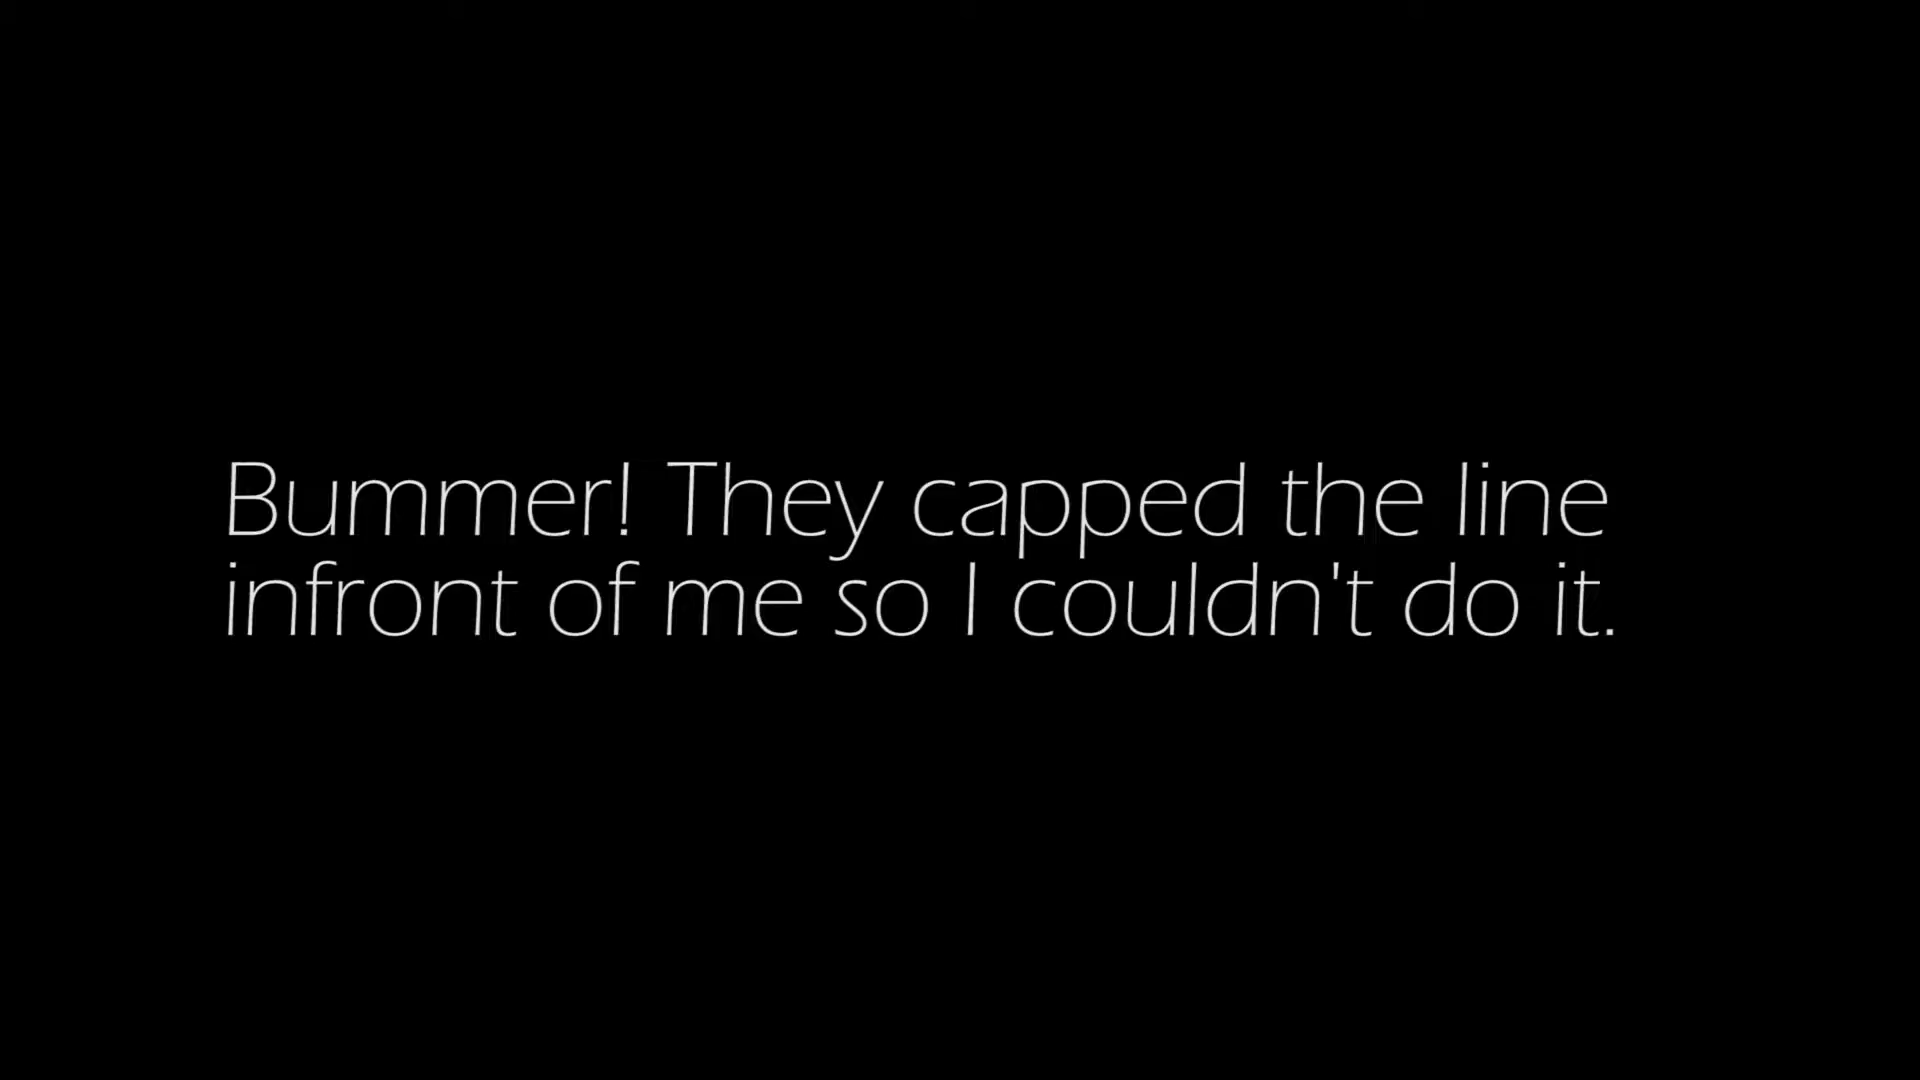 Bummer! They capped the line
infront of me so I couldn't do it.